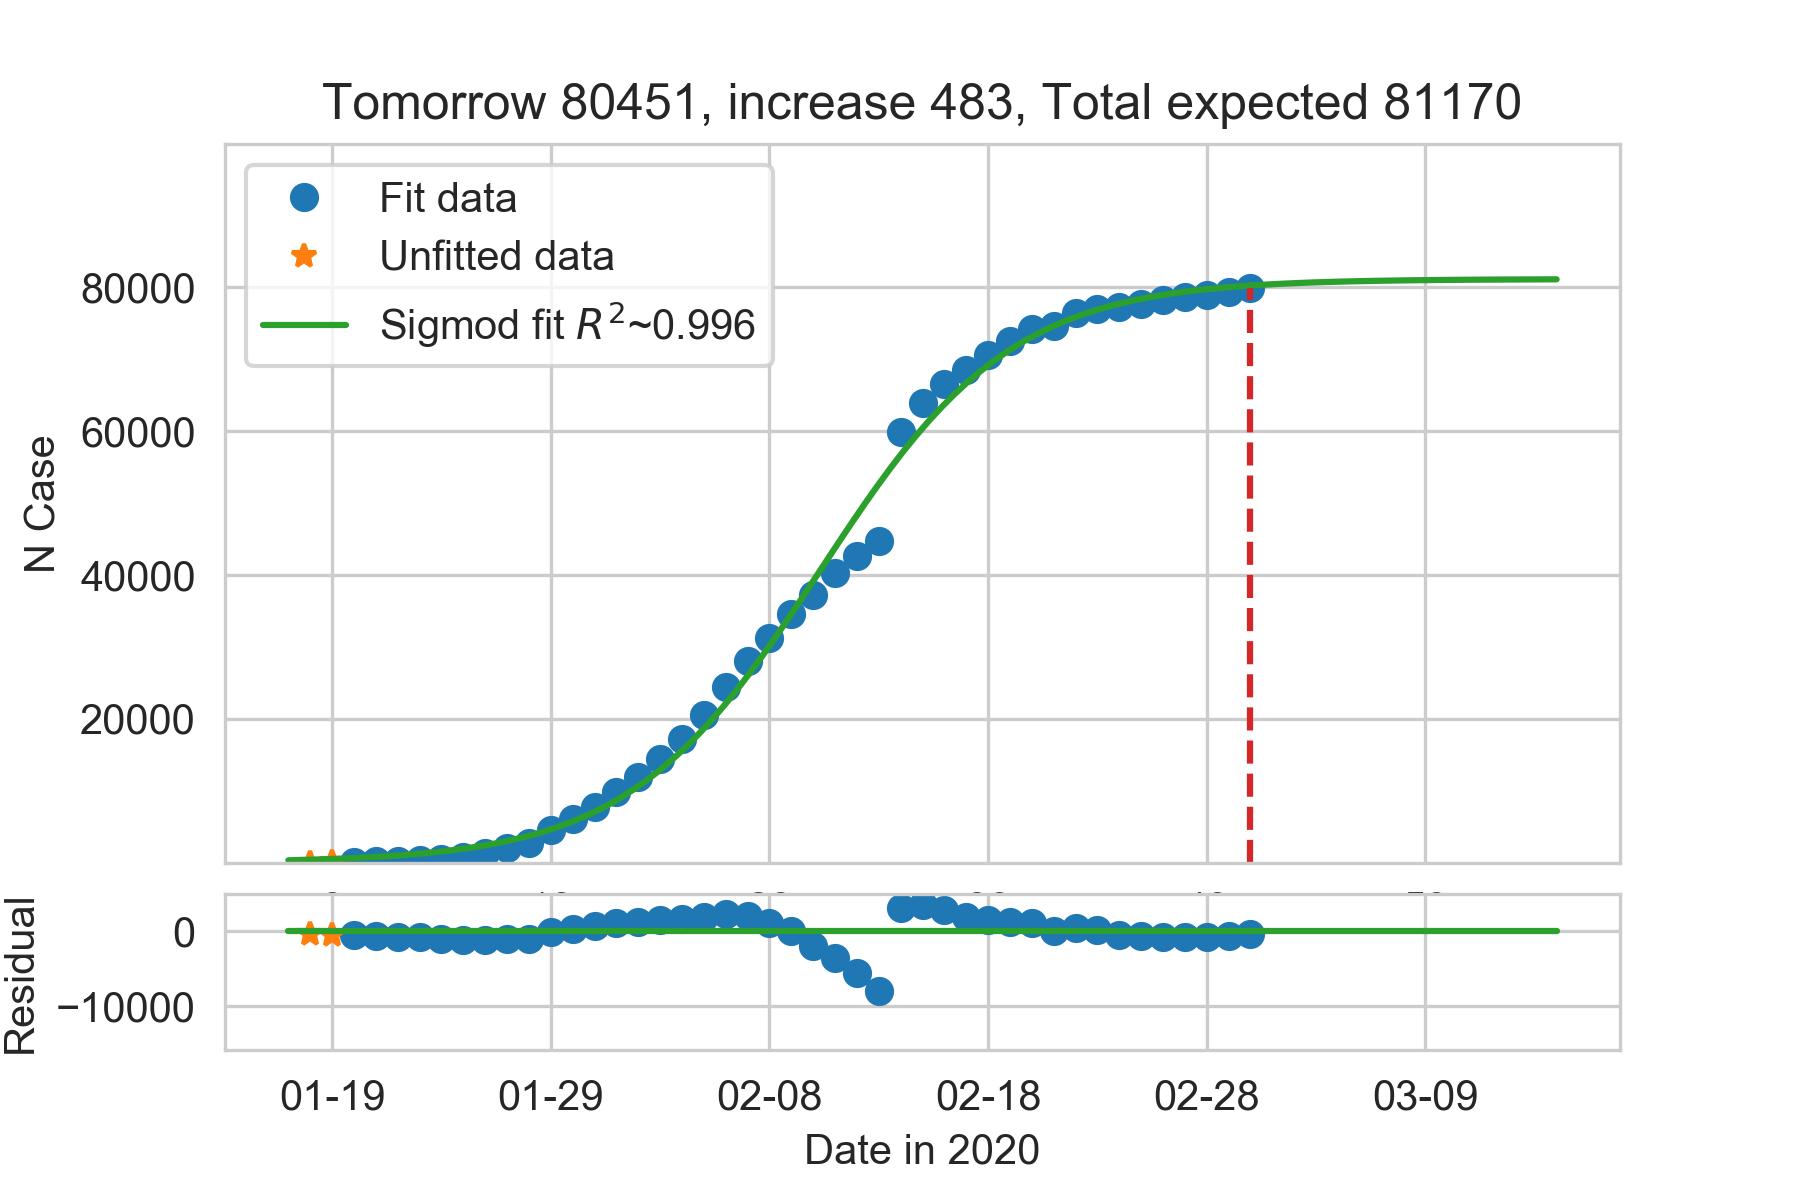 Tomorrow 80451, increase 483, Total expected 81170
Fit data
Unfitted data
Sigmod fit R²~0.996
80000
60000
40000
20000
N Case
0
−10000
Residual
01-19
01-29
02-08
02-18
02-28
03-09
Date in 2020